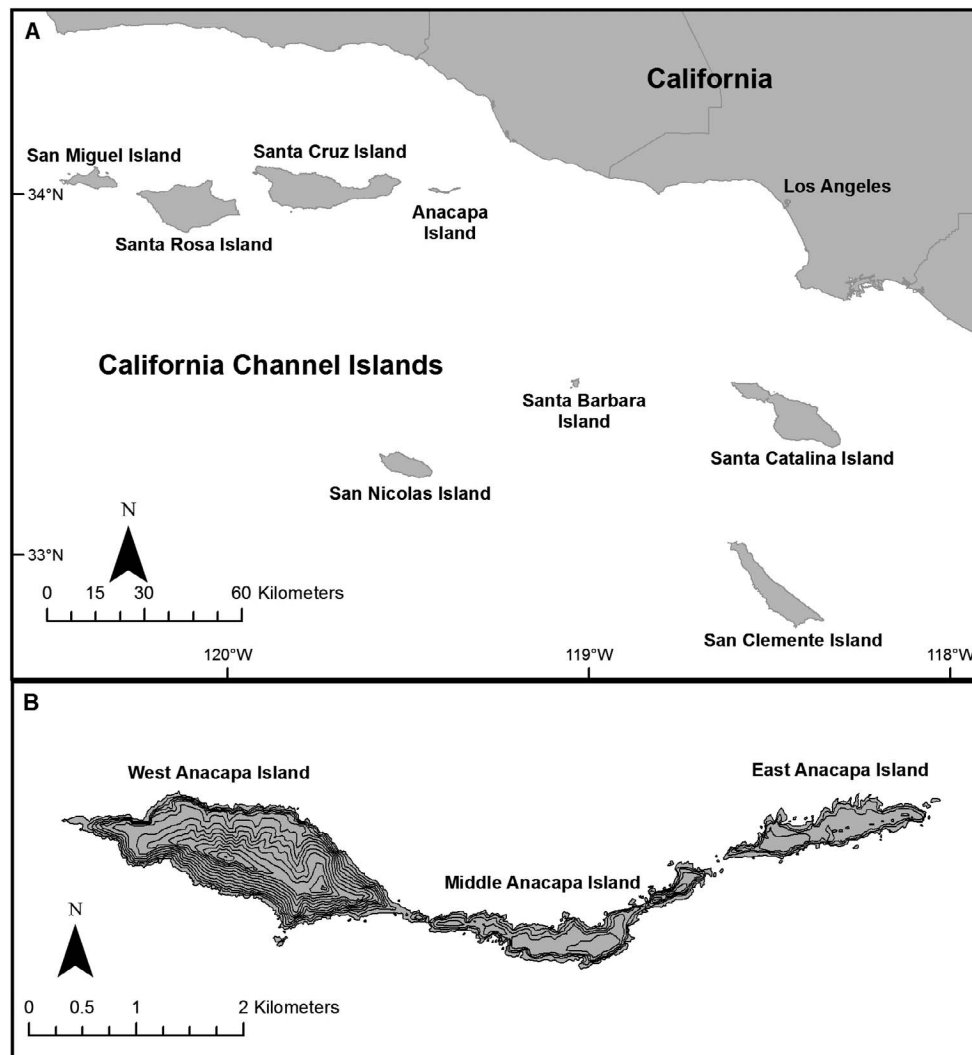 A
California
San Miguel Island
Santa Cruz Island
Los Angeles
34°N
Anacapa
Island
Santa Rosa Island
California Channel Islands
Santa Barbara
Island
Santa Catalina Island
San Nicolas Island
N
33°N
0 15 30 60 Kilometers
San Clemente Island
120°W 119°W 118°W
B
West Anacapa Island
East Anacapa Island
Middle Anacapa Island
N
0 0.5 1 2 Kilometers